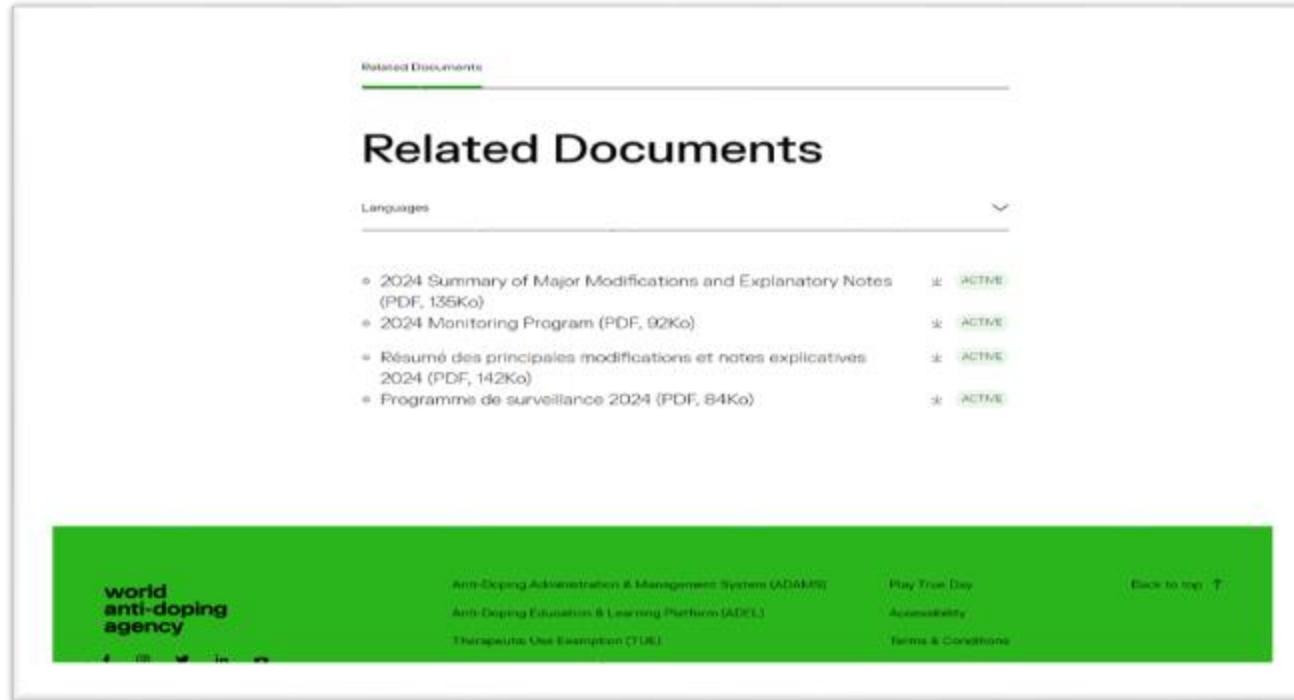 Related Documents
Related Documents
Languages
2024 Summary of Major Modifications and Explanatory Notes
(PDF, 135Ko)
ACTIVE
2024 Monitoring Program (PDF, 92Ko)
ACTIVE
Résumé des principales modifications et notes explicatives
2024 (PDF, 142Ko)
ACTIVE
Programme de surveillance 2024 (PDF, 84Ko)
ACTIVE
world
anti-doping
agency
Anti-Doping Administration & Management System (ADAMS)
Anti-Doping Education & Learning Platform (ADEL)
Therapeutic Use Exemption (TUE)
Play True Day
Accessibility
Terms & Conditions
Back to top